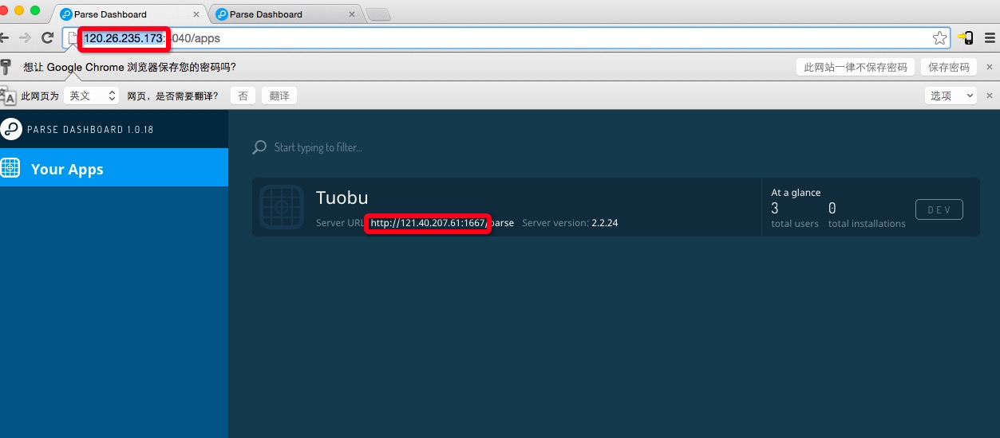 Parse Dashboard
Parse Dashboard
120.26.235.173:4040/apps
想让 Google Chrome 浏览器保存您的密码吗?
此网站一律不保存密码
保存密码
此网页为 英文 网页，是否需要翻译? 否 翻译
选项
PARSE DASHBOARD 1.0.18
Your Apps
Start typing to filter...
Tuobu
Server URL http://121.40.207.61:1667/parse Server version: 2.2.24
At a glance
3 0
total users total installations
DEV